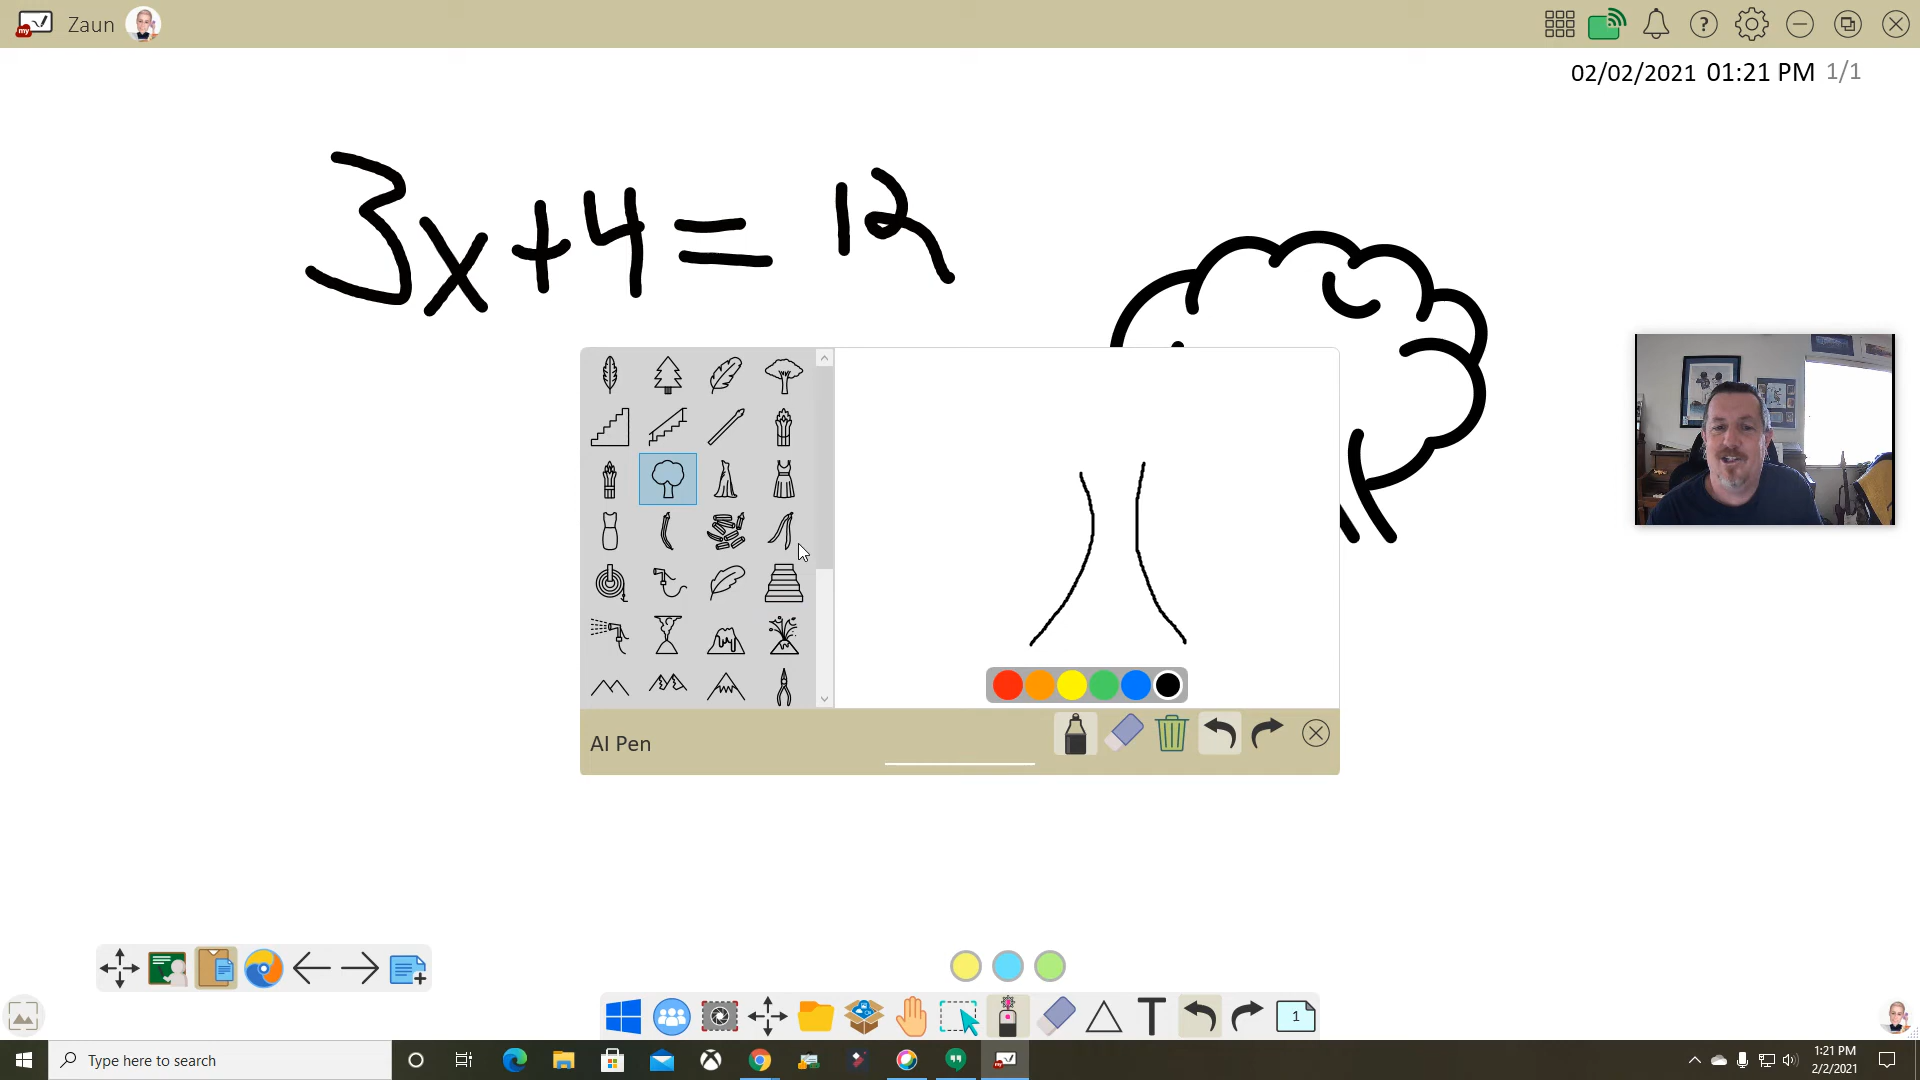 my Zaun
02/02/2021 01:21 PM 1/1
3x+4=12
AI Pen
1
Type here to search
1:21 PM
2/2/2021